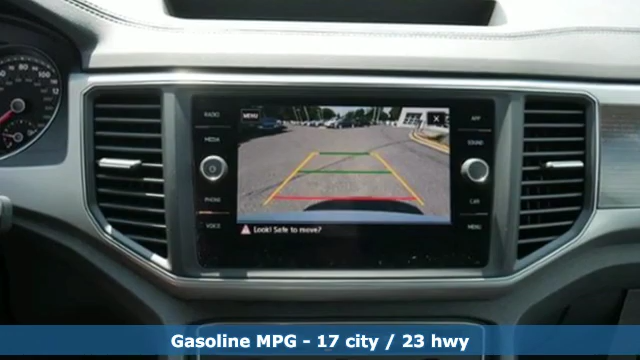 RADIO
MENU
APP
MEDIA
SOUND
PHONE
CAR
VOICE
Look! Safe to move?
MENU
Gasoline MPG - 17 city / 23 hwy